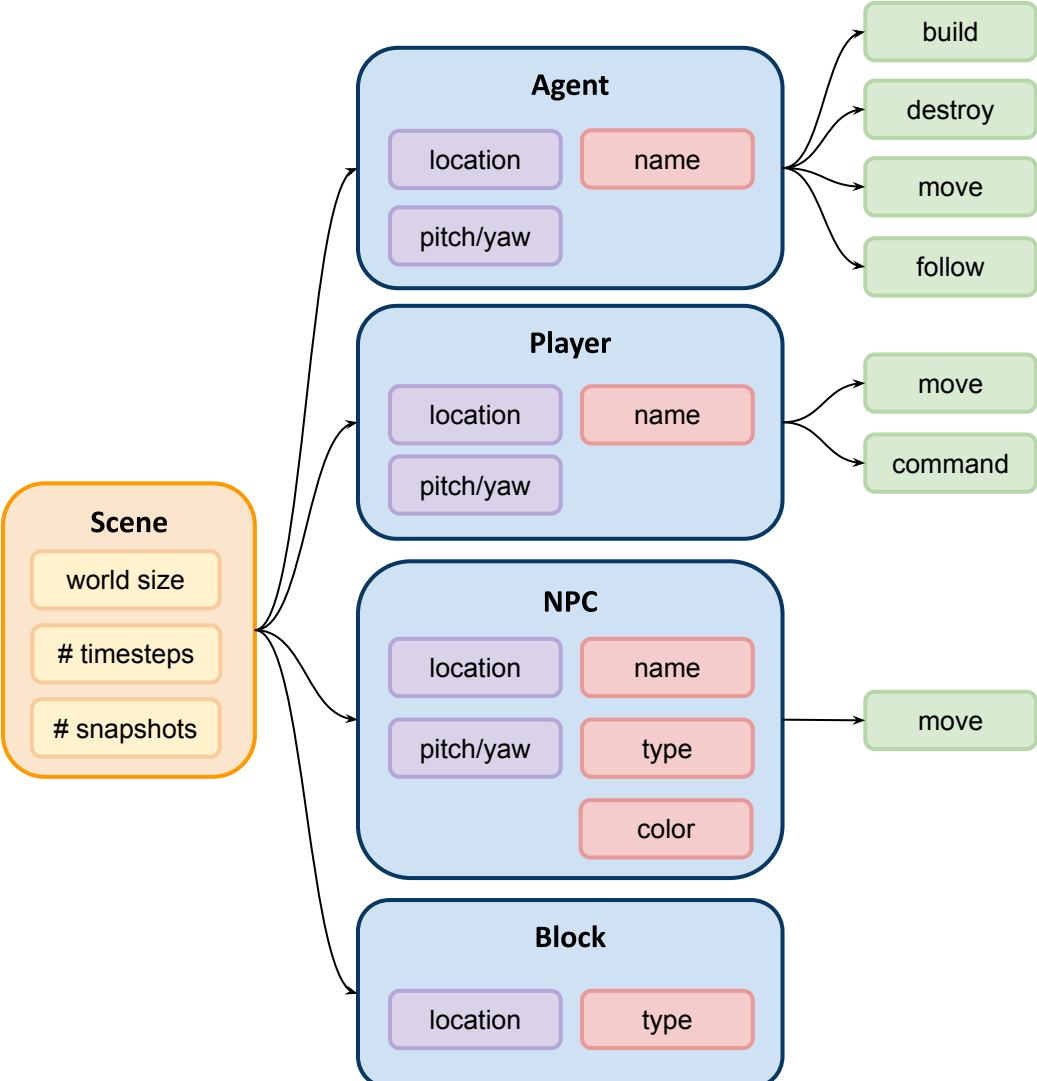 Scene
world size
# timesteps
# snapshots
Agent
location
name
pitch/yaw
build
destroy
move
follow
Player
location
name
pitch/yaw
move
command
NPC
location
name
pitch/yaw
type
color
move
Block
location
type